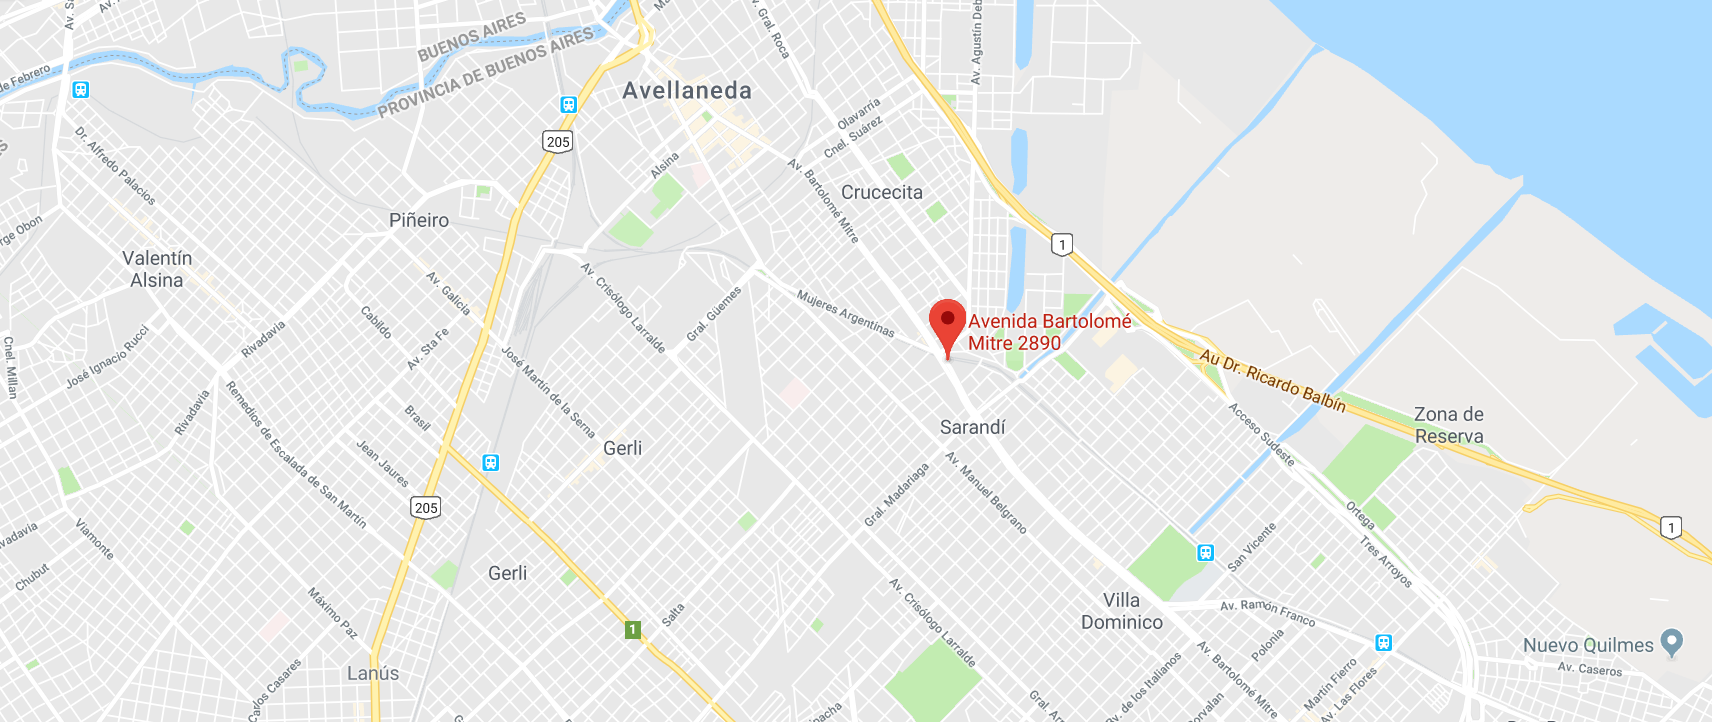 BUENOS AIRES
PROVINCIA DE BUENOS AIRES
de Febrero
Av. Gral. Roca
Av. Agustín Deb
Avellaneda
205
Olavarría
Cnel. Suárez
Dr. Alfredo Palacios
Alsina
Av. Bartolomé Mitre
Crucecita
Piñeiro
rge Obon
1
Valentín
Alsina
Av. Galicia
Av. Crisólogo Larralde
Gral. Güemes
Mujeres Argentinas
Avenida Bartolomé
Mitre 2890
Cabildo
Rivadavia
Av. Sta Fe
José Ignacio Rucci
Cnel. Millan
José Martín de la Serna
Au Dr. Ricardo Balbín
Rivadavia
Remedios de Escalada de San Martín
Brasil
Jean Jaures
Gerli
Sarandí
Acceso Sudeste
Zona de
Reserva
Av. Manuel Belgrano
Gral. Madariaga
205
Ortega
1
vadavia
Viamonte
Chubut
San Vicente
Tres Arroyos
Gerli
Av. Crisólogo Larralde
Villa
Dominico
Av. Ramón Franco
Máximo Paz
Salta
1
Polonia
Nuevo Quilmes
Av. Caseros
Lanús
Carlos Casares
Av. Bartolomé Mitre
Av. de los Italianos
Martín Fierro
Av. Las Flores
Gral. Ar